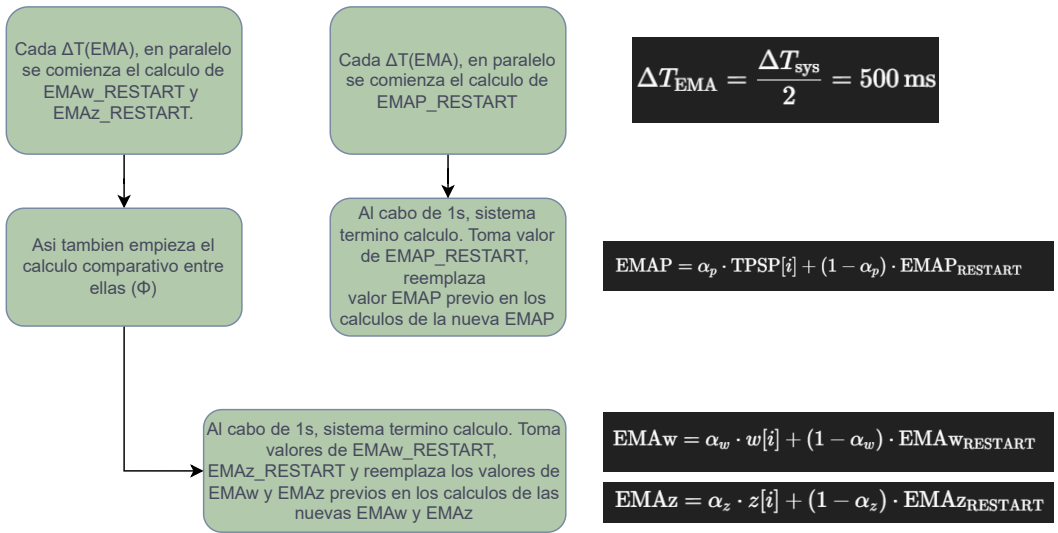 Cada ΔT(EMA), en paralelo
se comienza el calculo de
EMAw_RESTART y
EMAz_RESTART.
Cada ΔT(EMA), en paralelo
se comienza el calculo de
EMAP_RESTART
ΔT_EMA = ΔT_sys / 2 = 500 ms
Asi tambien empieza el
calculo comparativo entre
ellas (Φ)
Al cabo de 1s, sistema
termino calculo. Toma valor
de EMAP_RESTART,
reemplaza
valor EMAP previo en los
calculos de la nueva EMAP
EMAP = α_p · TPSP[i] + (1 − α_p) · EMAP_RESTART
Al cabo de 1s, sistema termino calculo. Toma
valores de EMAw_RESTART,
EMAz_RESTART y reemplaza los valores de
EMAw y EMAz previos en los calculos de las
nuevas EMAw y EMAz
EMAw = α_w · w[i] + (1 − α_w) · EMAw_RESTART
EMAz = α_z · z[i] + (1 − α_z) · EMAz_RESTART